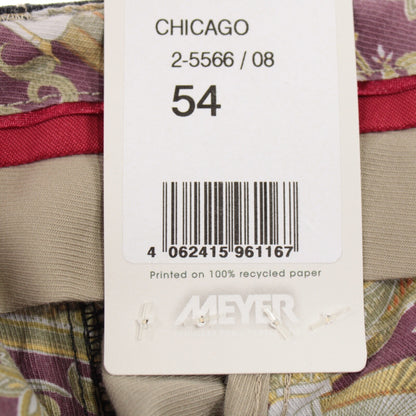 CHICAGO
2-5566 / 08
54
4 062415 961167
Printed on 100% recycled paper
MEYER